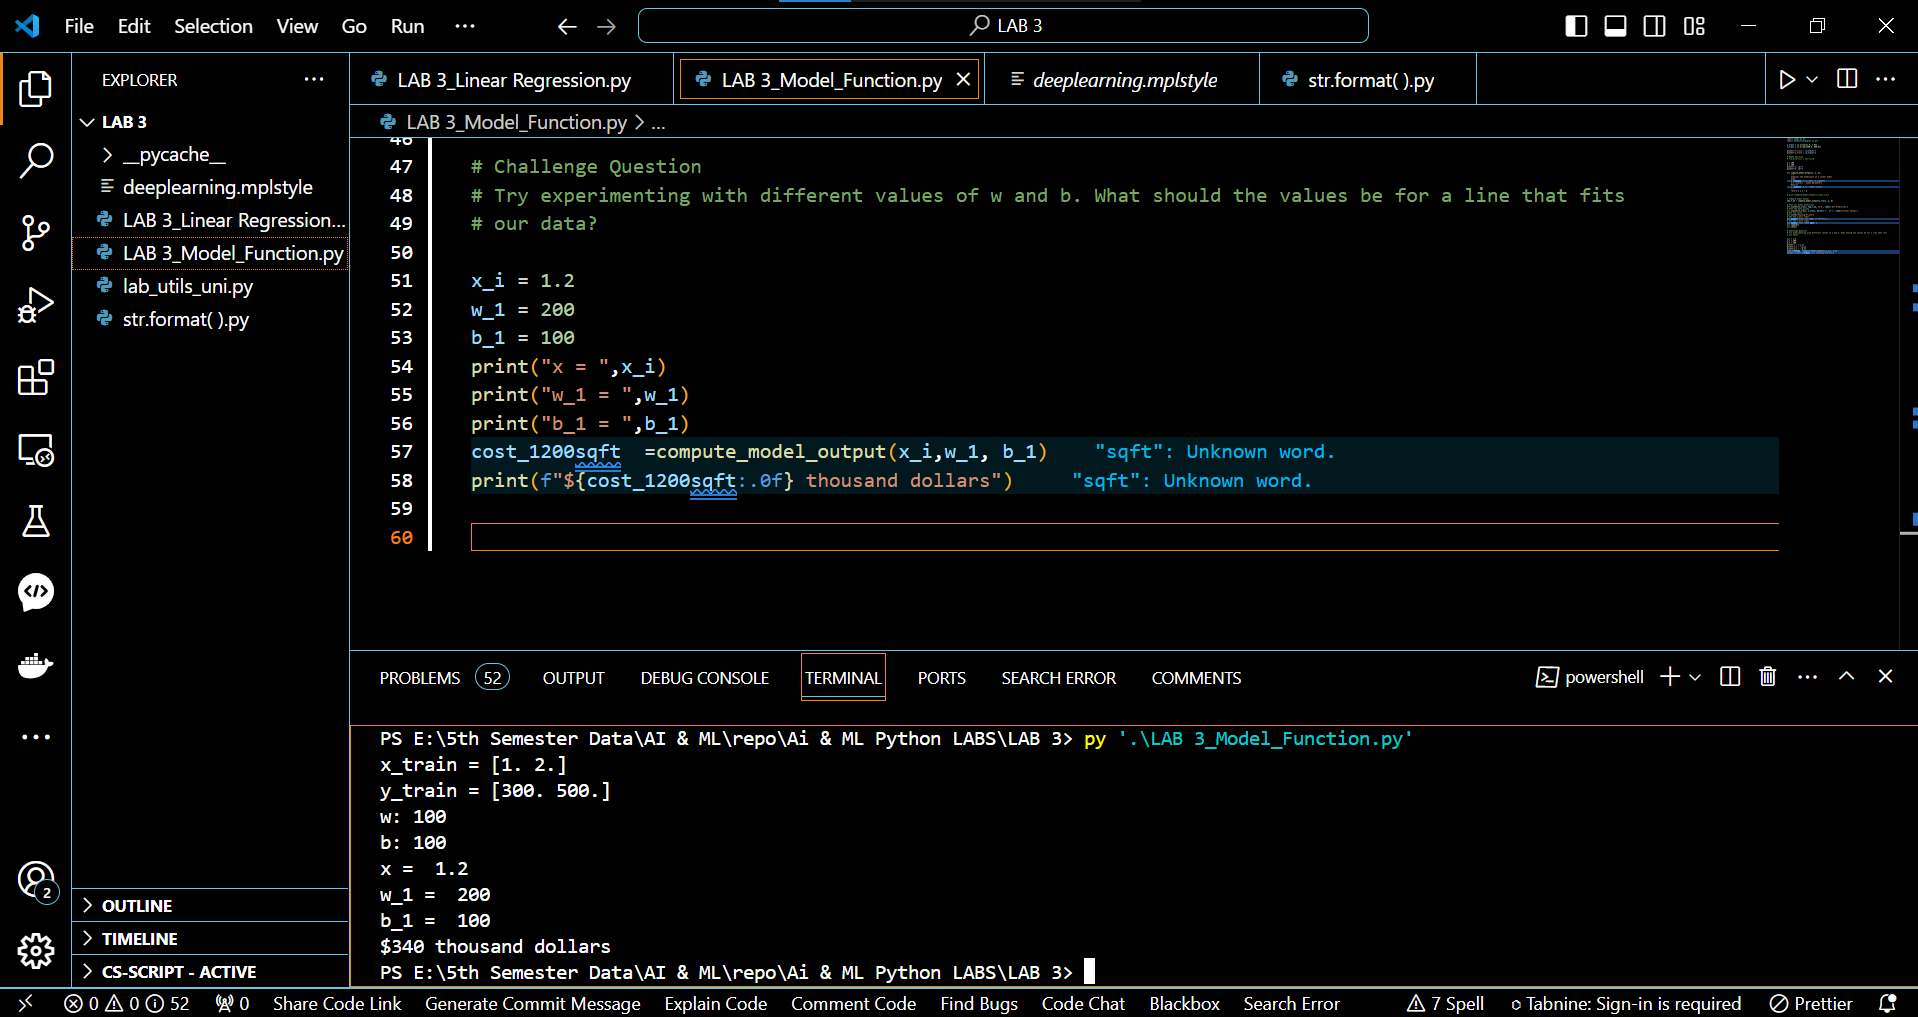 File Edit Selection View Go Run ··· LAB 3
EXPLORER ···
LAB 3
__pycache__
deeplearning.mplstyle
LAB 3_Linear Regression...
LAB 3_Model_Function.py
lab_utils_uni.py
str.format( ).py
OUTLINE
TIMELINE
CS-SCRIPT - ACTIVE
2
LAB 3_Linear Regression.py LAB 3_Model_Function.py deeplearning.mplstyle str.format( ).py
LAB 3_Model_Function.py > ...
46
47 # Challenge Question
48 # Try experimenting with different values of w and b. What should the values be for a line that fits
49 # our data?
50
51 x_i = 1.2
52 w_1 = 200
53 b_1 = 100
54 print("x = ",x_i)
55 print("w_1 = ",w_1)
56 print("b_1 = ",b_1)
57 cost_1200sqft  =compute_model_output(x_i,w_1, b_1) "sqft": Unknown word.
58 print(f"${cost_1200sqft:.0f} thousand dollars") "sqft": Unknown word.
59
60
PROBLEMS 52 OUTPUT DEBUG CONSOLE TERMINAL PORTS SEARCH ERROR COMMENTS powershell
PS E:\5th Semester Data\AI & ML\repo\Ai & ML Python LABS\LAB 3> py '.\LAB 3_Model_Function.py'
x_train = [1. 2.]
y_train = [300. 500.]
w: 100
b: 100
x =  1.2
w_1 =  200
b_1 =  100
$340 thousand dollars
PS E:\5th Semester Data\AI & ML\repo\Ai & ML Python LABS\LAB 3>
0 0 52 0 Share Code Link Generate Commit Message Explain Code Comment Code Find Bugs Code Chat Blackbox Search Error 7 Spell Tabnine: Sign-in is required Prettier